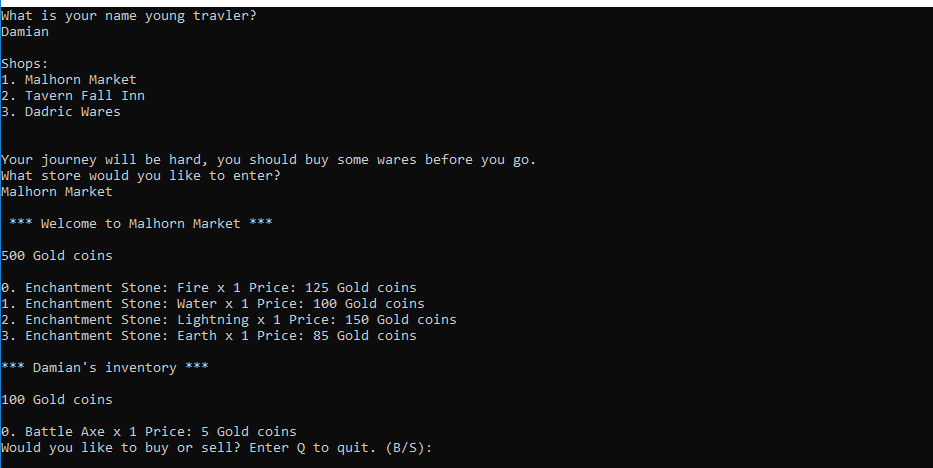 What is your name young travler?
Damian
Shops:
1. Malhorn Market
2. Tavern Fall Inn
3. Dadric Wares
Your journey will be hard, you should buy some wares before you go.
What store would you like to enter?
Malhorn Market
*** Welcome to Malhorn Market ***
500 Gold coins
0. Enchantment Stone: Fire x 1 Price: 125 Gold coins
1. Enchantment Stone: Water x 1 Price: 100 Gold coins
2. Enchantment Stone: Lightning x 1 Price: 150 Gold coins
3. Enchantment Stone: Earth x 1 Price: 85 Gold coins
*** Damian's inventory ***
100 Gold coins
0. Battle Axe x 1 Price: 5 Gold coins
Would you like to buy or sell? Enter Q to quit. (B/S):